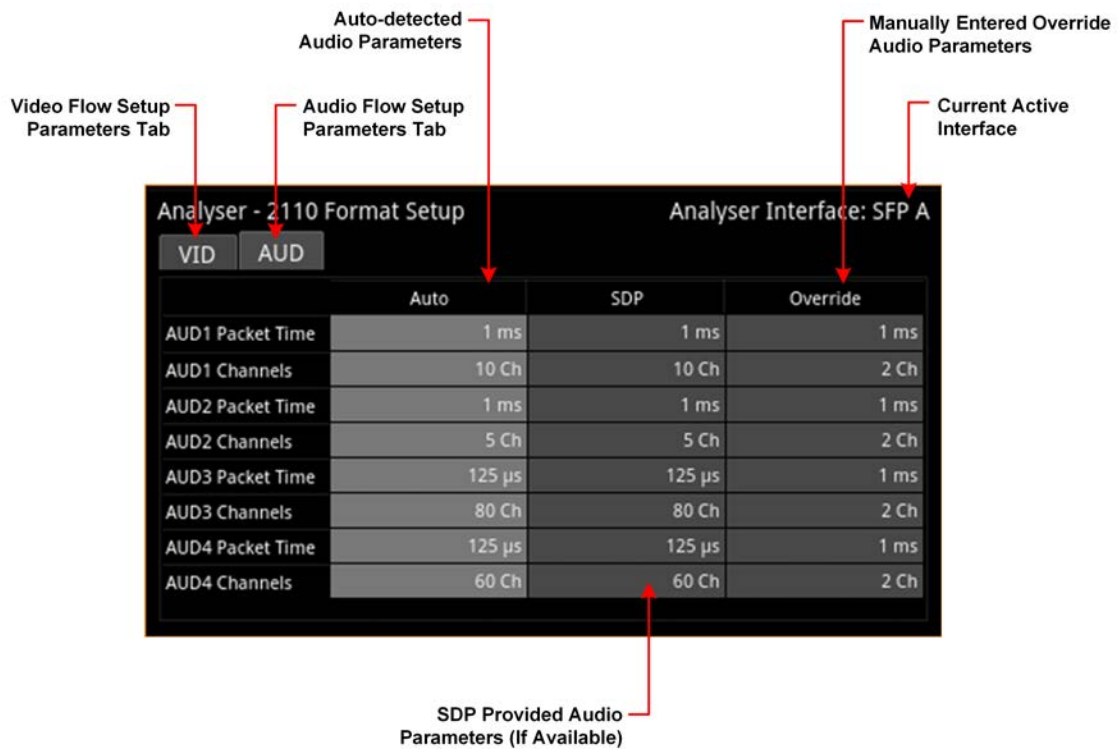 Auto-detected
Audio Parameters
Manually Entered Override
Audio Parameters
Video Flow Setup
Parameters Tab
Audio Flow Setup
Parameters Tab
Current Active
Interface
Analyser - 2110 Format Setup
Analyser Interface: SFP A
VID AUD
Auto SDP Override
AUD1 Packet Time 1 ms 1 ms 1 ms
AUD1 Channels 10 Ch 10 Ch 2 Ch
AUD2 Packet Time 1 ms 1 ms 1 ms
AUD2 Channels 5 Ch 5 Ch 2 Ch
AUD3 Packet Time 125 µs 125 µs 1 ms
AUD3 Channels 80 Ch 80 Ch 2 Ch
AUD4 Packet Time 125 µs 125 µs 1 ms
AUD4 Channels 60 Ch 60 Ch 2 Ch
SDP Provided Audio
Parameters (If Available)